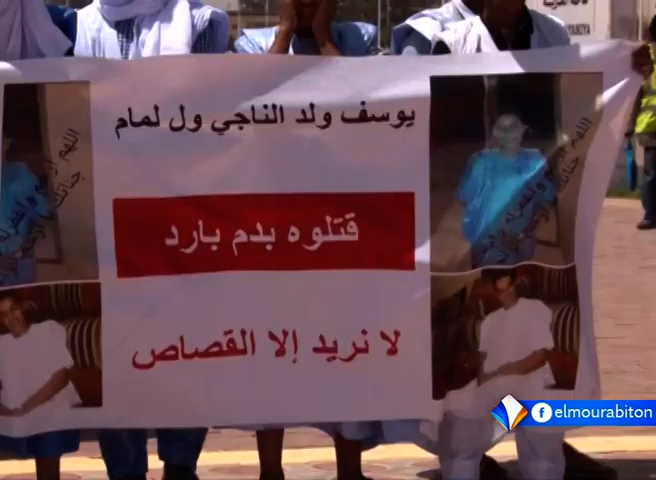 يوسف ولد الناجي ول لمام
قتلوه بدم بارد
لا نريد إلا القصاص
elmourabiton